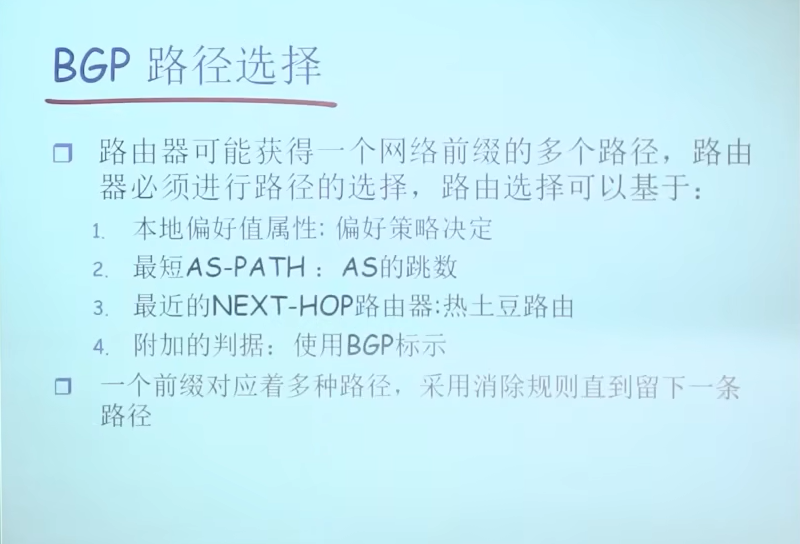 BGP 路径选择
路由器可能获得一个网络前缀的多个路径，路由
器必须进行路径的选择，路由选择可以基于：
1. 本地偏好值属性: 偏好策略决定
2. 最短AS-PATH ：AS的跳数
3. 最近的NEXT-HOP路由器:热土豆路由
4. 附加的判据：使用BGP标示
一个前缀对应着多种路径，采用消除规则直到留下一条
路径